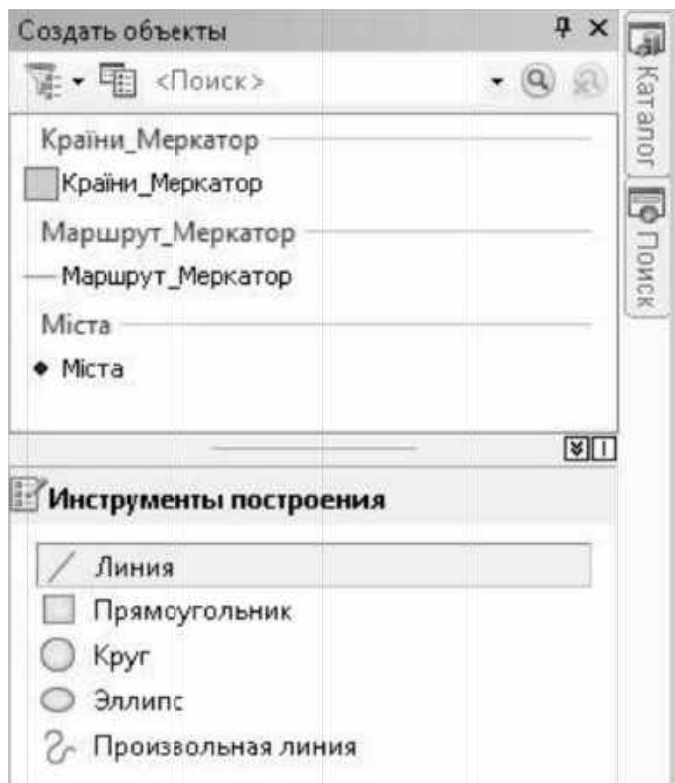 Создать объекты
<Поиск>
Країни_Меркатор
Країни_Меркатор
Маршрут_Меркатор
Маршрут_Меркатор
Міста
Міста
Инструменты построения
Линия
Прямоугольник
Круг
Эллипс
Произвольная линия
Каталог
Поиск